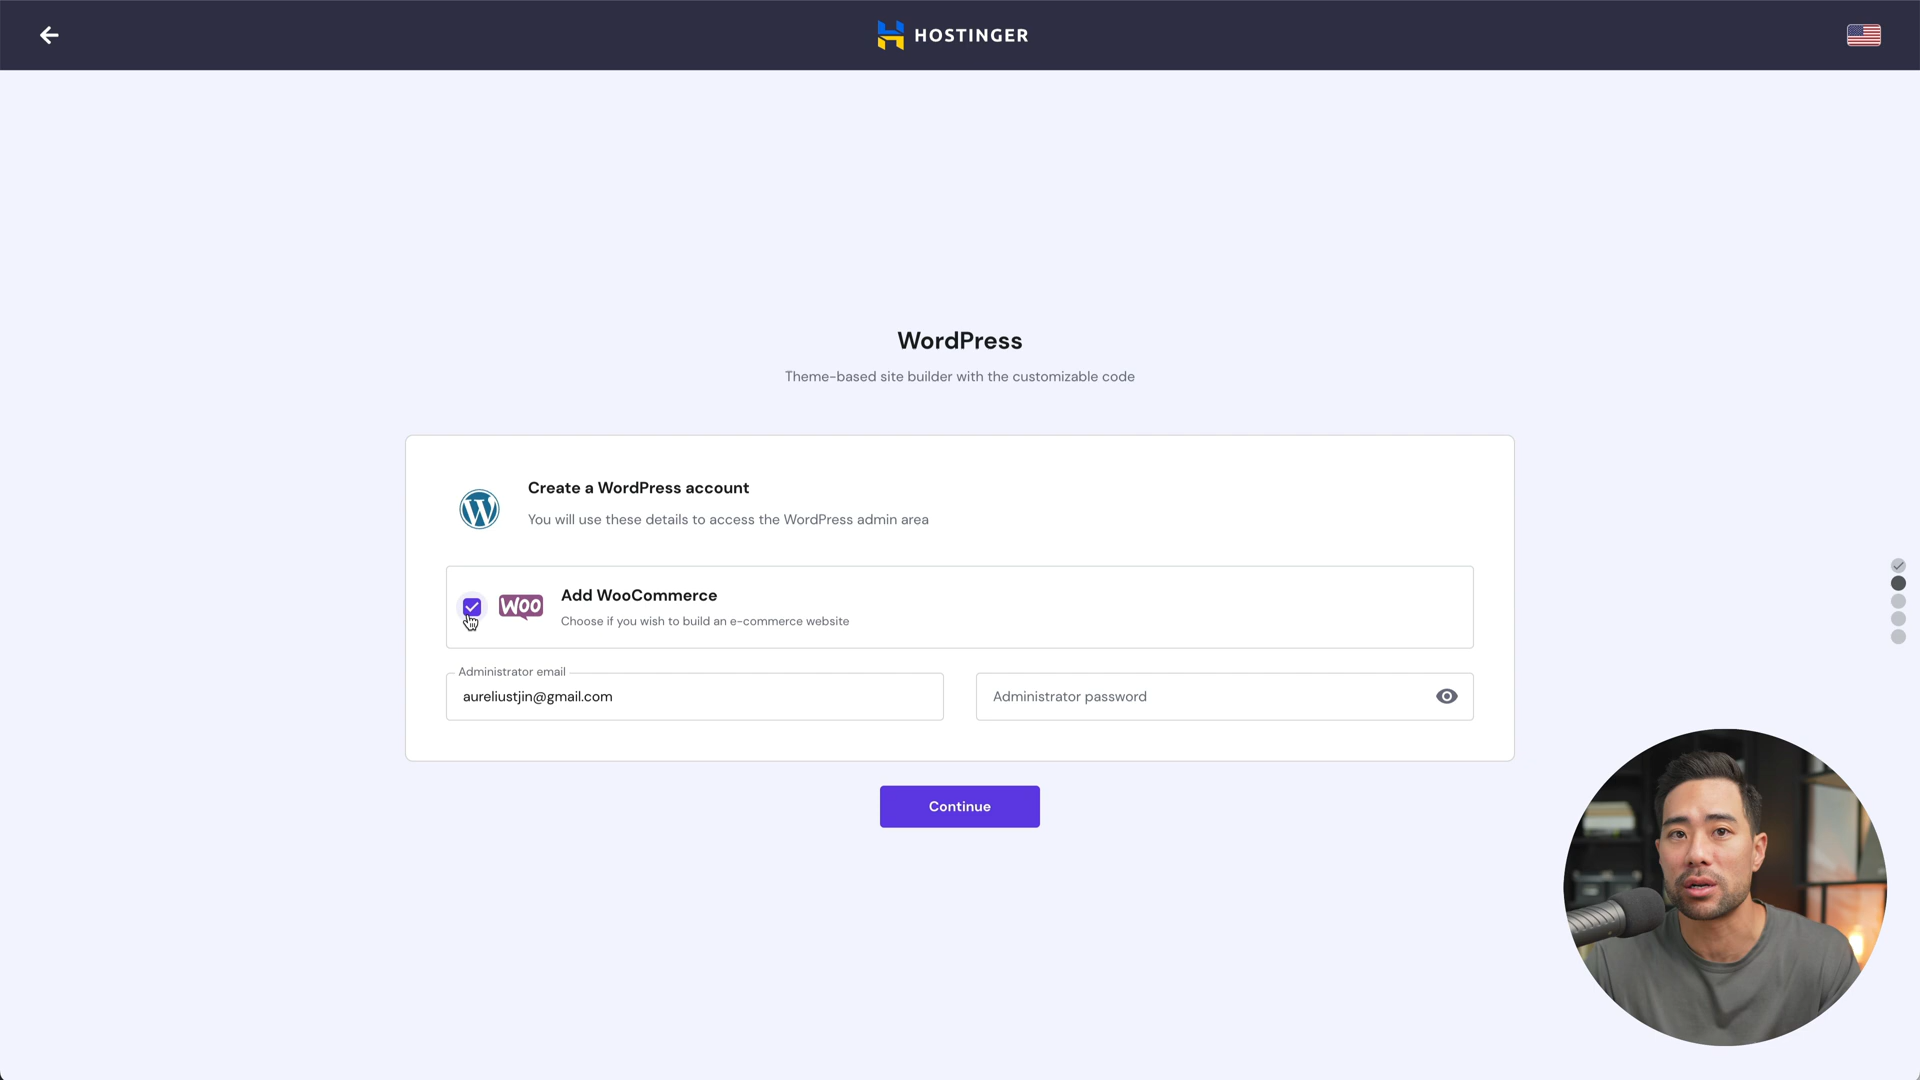 HOSTINGER
WordPress
Theme-based site builder with the customizable code
Create a WordPress account
You will use these details to access the WordPress admin area
WOO
Add WooCommerce
Choose if you wish to build an e-commerce website
Administrator email
aureliustjin@gmail.com
Administrator password
Continue